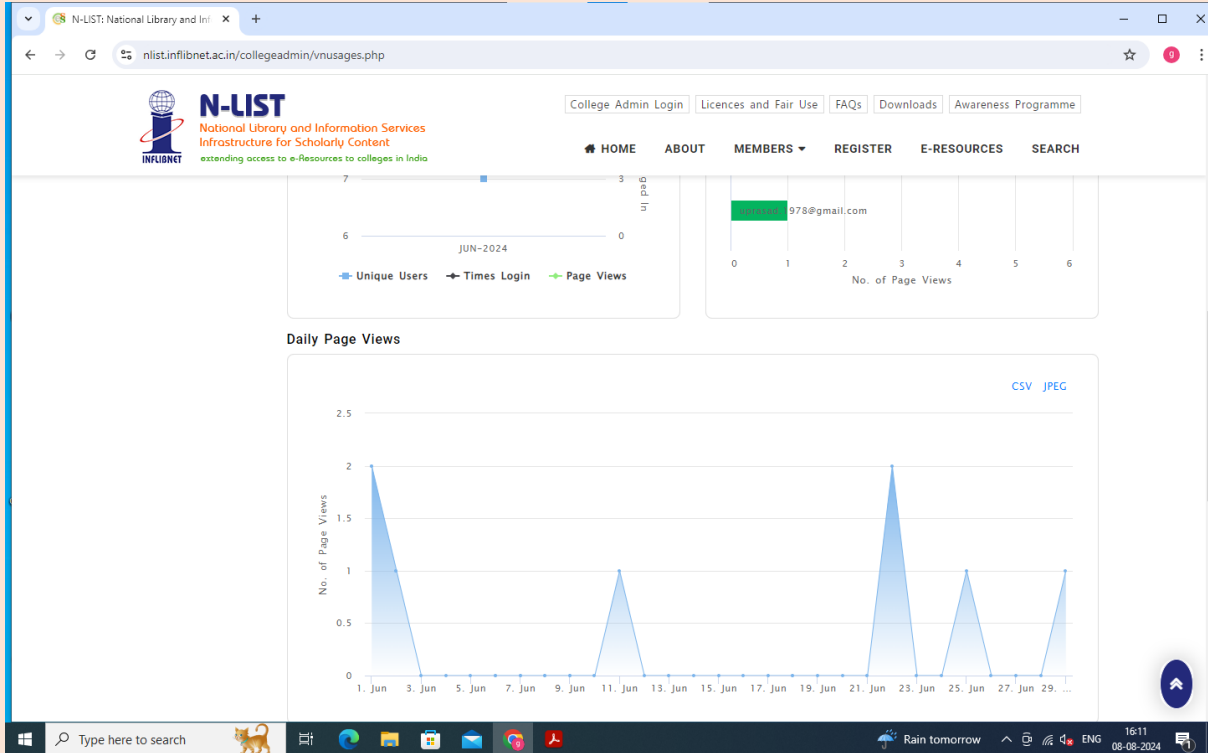 N-LIST: National Library and Inf
nlist.inflibnet.ac.in/collegeadmin/vnusages.php
g
INFLIBNET
N-LIST
National Library and Information Services
Infrastructure for Scholarly Content
extending access to e-Resources to colleges in India
College Admin Login
Licences and Fair Use
FAQs
Downloads
Awareness Programme
HOME
ABOUT
MEMBERS
REGISTER
E-RESOURCES
SEARCH
7
6
3
0
ged In
JUN-2024
Unique Users
Times Login
Page Views
978@gmail.com
0 1 2 3 4 5 6
No. of Page Views
Daily Page Views
CSV JPEG
No. of Page Views
2.5
2
1.5
1
0.5
0
1. Jun 3. Jun 5. Jun 7. Jun 9. Jun 11. Jun 13. Jun 15. Jun 17. Jun 19. Jun 21. Jun 23. Jun 25. Jun 27. Jun 29. ...
Type here to search
g
Rain tomorrow
ENG
16:11
08-08-2024
1